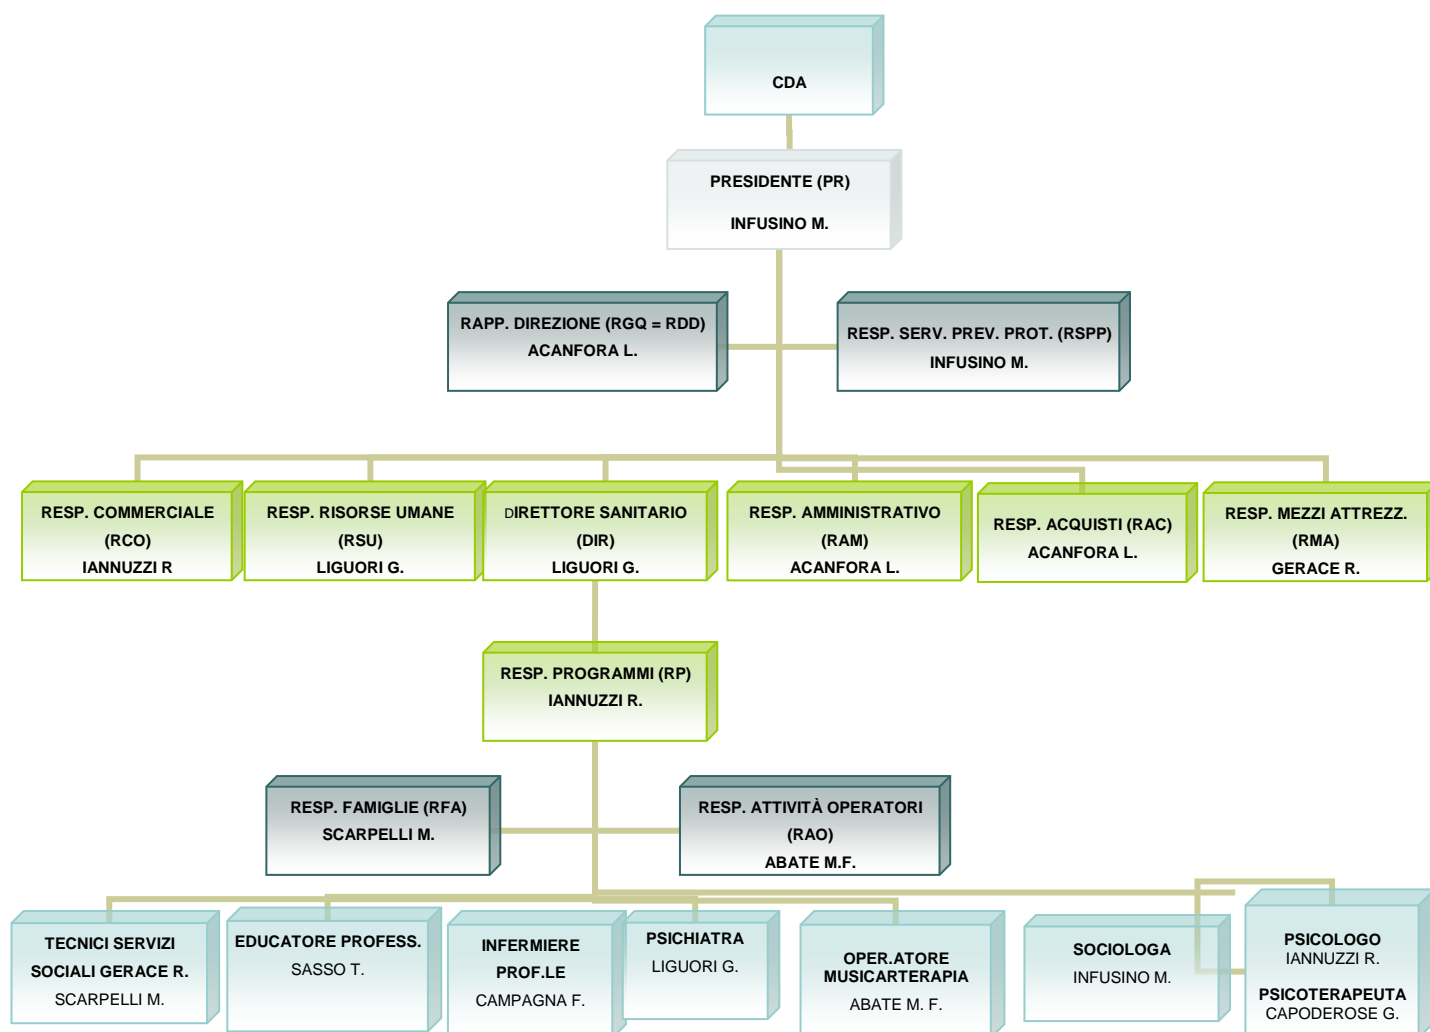 CDA
PRESIDENTE (PR)
INFUSINO M.
RAPP. DIREZIONE (RGQ = RDD)
ACANFORA L.
RESP. SERV. PREV. PROT. (RSPP)
INFUSINO M.
RESP. COMMERCIALE
(RCO)
IANNUZZI R
RESP. RISORSE UMANE
(RSU)
LIGUORI G.
DIRETTORE SANITARIO
(DIR)
LIGUORI G.
RESP. AMMINISTRATIVO
(RAM)
ACANFORA L.
RESP. ACQUISTI (RAC)
ACANFORA L.
RESP. MEZZI ATTREZZ.
(RMA)
GERACE R.
RESP. PROGRAMMI (RP)
IANNUZZI R.
RESP. FAMIGLIE (RFA)
SCARPELLI M.
RESP. ATTIVITÀ OPERATORI
(RAO)
ABATE M.F.
TECNICI SERVIZI
SOCIALI GERACE R.
SCARPELLI M.
EDUCATORE PROFESS.
SASSO T.
INFERMIERE
PROF.LE
CAMPAGNA F.
PSICHIATRA
LIGUORI G.
OPER.ATORE
MUSICARTERAPIA
ABATE M. F.
SOCIOLOGA
INFUSINO M.
PSICOLOGO
IANNUZZI R.
PSICOTERAPEUTA
CAPODEROSE G.